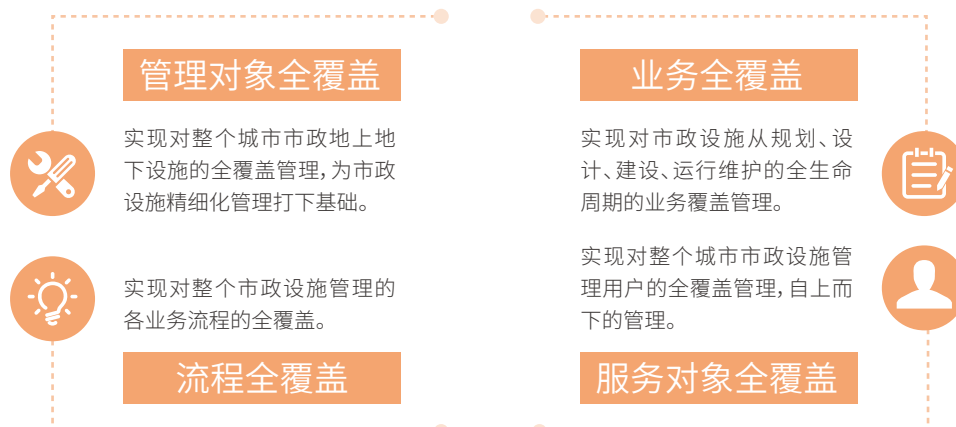 管理对象全覆盖
实现对整个城市市政地上地
下设施的全覆盖管理，为市政
设施精细化管理打下基础。
业务全覆盖
实现对市政设施从规划、设
计、建设、运行维护的全生命
周期的业务覆盖管理。
实现对整个市政设施管理的
各业务流程的全覆盖。
流程全覆盖
实现对整个城市市政设施管
理用户的全覆盖管理，自上而
下的管理。
服务对象全覆盖